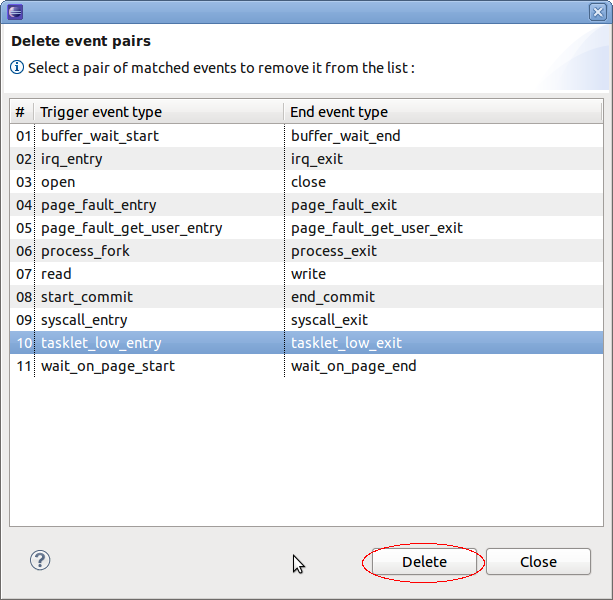 Delete event pairs
Select a pair of matched events to remove it from the list :
# Trigger event type End event type
01 buffer_wait_start buffer_wait_end
02 irq_entry irq_exit
03 open close
04 page_fault_entry page_fault_exit
05 page_fault_get_user_entry page_fault_get_user_exit
06 process_fork process_exit
07 read write
08 start_commit end_commit
09 syscall_entry syscall_exit
10 tasklet_low_entry tasklet_low_exit
11 wait_on_page_start wait_on_page_end
? Delete Close